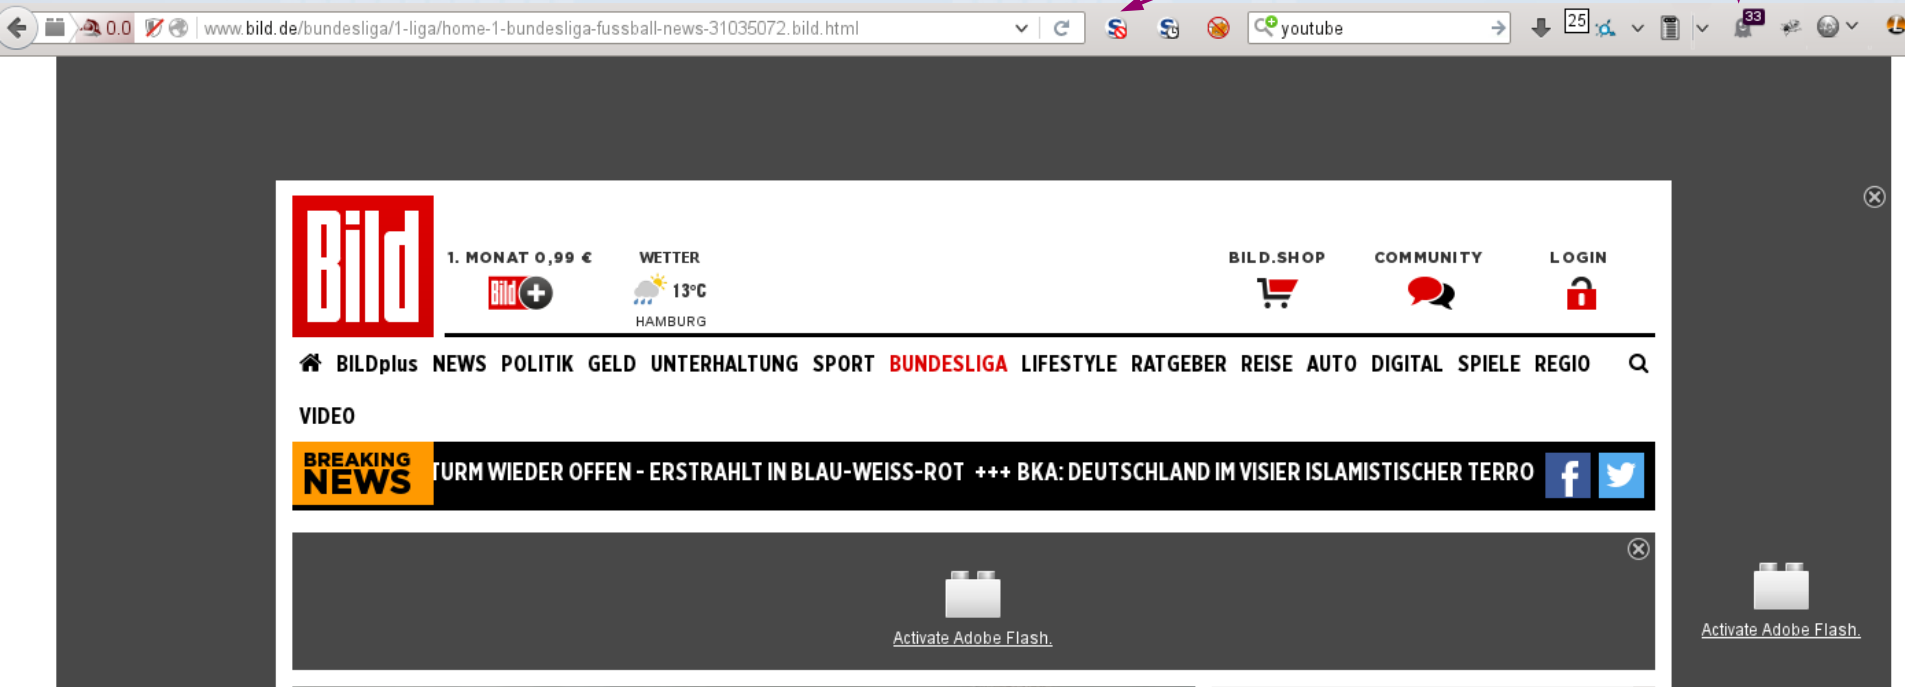 0.0 www.bild.de/bundesliga/1-liga/home-1-bundesliga-fussball-news-31035072.bild.html youtube 25 33
Bild
1. MONAT 0,99 € WETTER BILD.SHOP COMMUNITY LOGIN
Bild+ 13°C
HAMBURG
BILDplus NEWS POLITIK GELD UNTERHALTUNG SPORT BUNDESLIGA LIFESTYLE RATGEBER REISE AUTO DIGITAL SPIELE REGIO
VIDEO
BREAKING
NEWS
TURM WIEDER OFFEN - ERSTRAHLT IN BLAU-WEISS-ROT +++ BKA: DEUTSCHLAND IM VISIER ISLAMISTISCHER TERRO
Activate Adobe Flash.
Activate Adobe Flash.